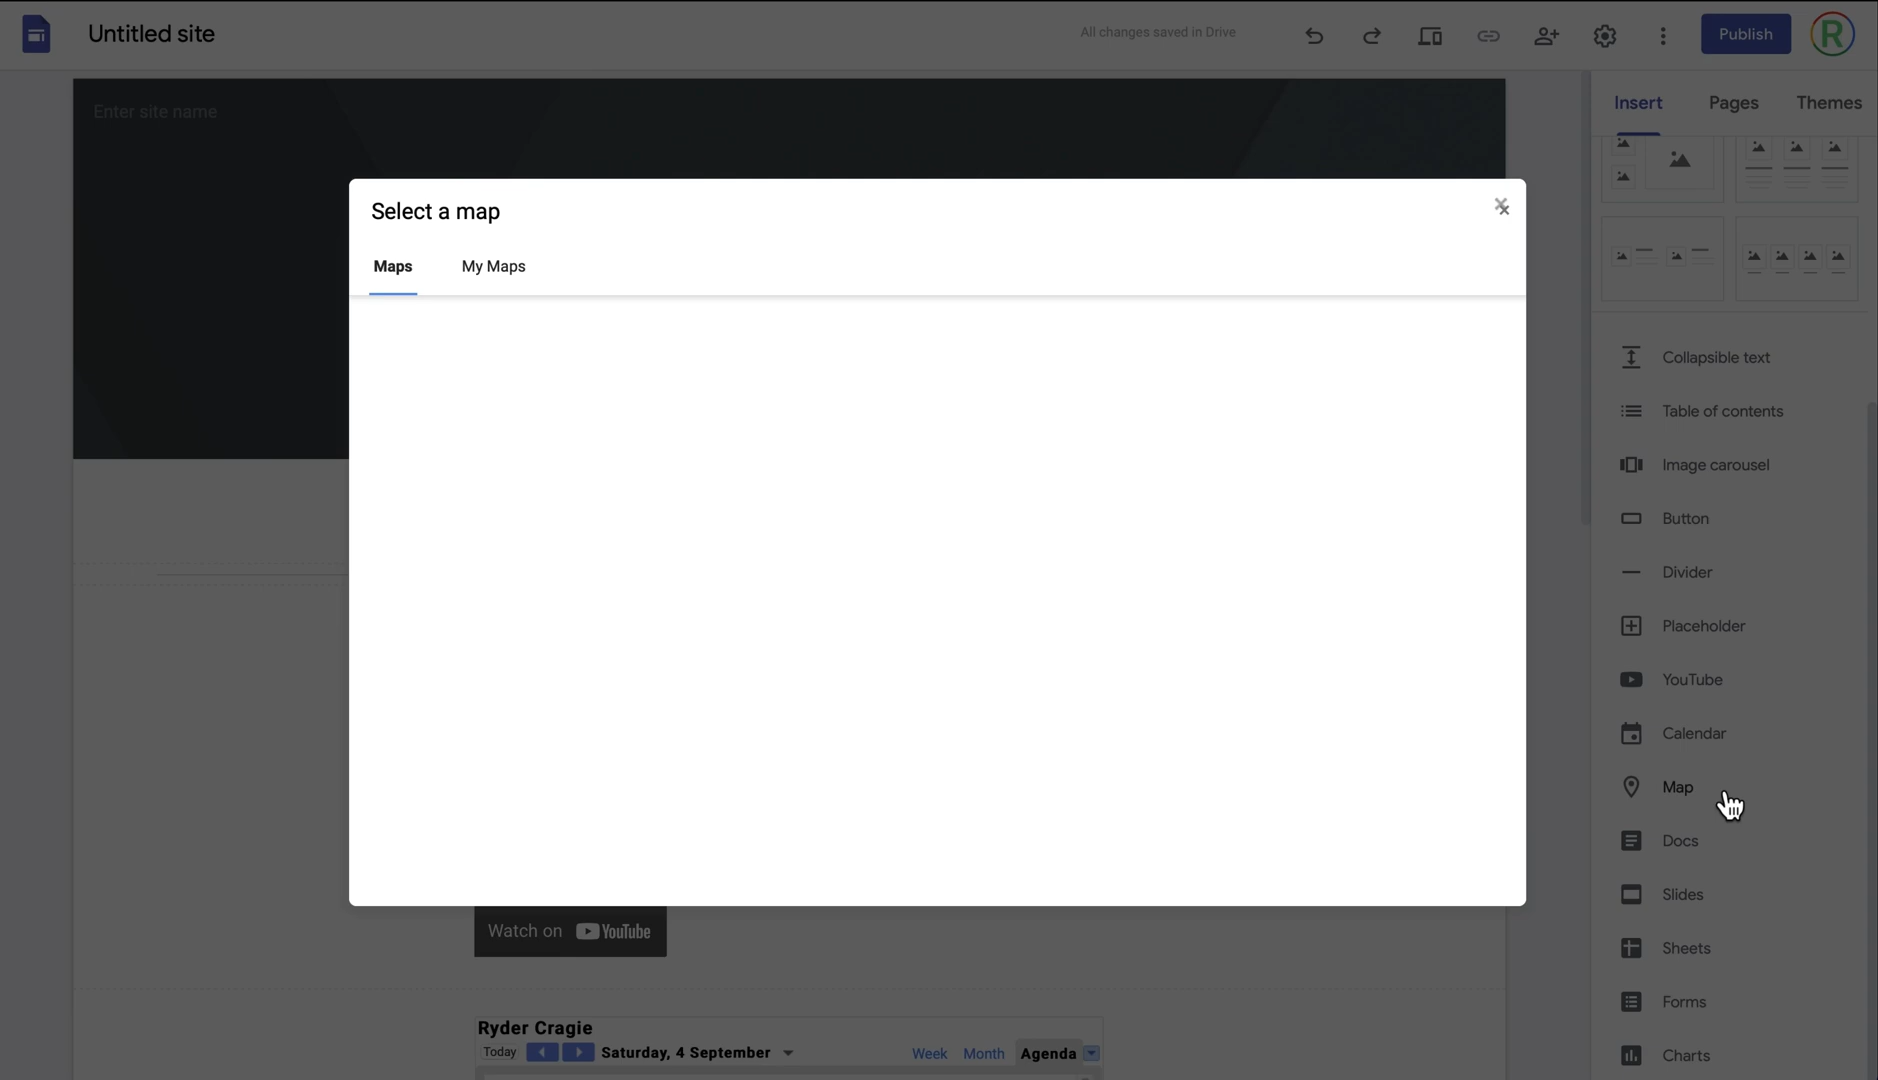 Untitled site
All changes saved in Drive
Publish
R
Enter site name
Insert Pages Themes
Select a map
Maps My Maps
Collapsible text
Table of contents
Image carousel
Button
Divider
Placeholder
YouTube
Calendar
Map
Docs
Slides
Sheets
Forms
Charts
Watch on YouTube
Ryder Cragie
Today Saturday, 4 September Week Month Agenda